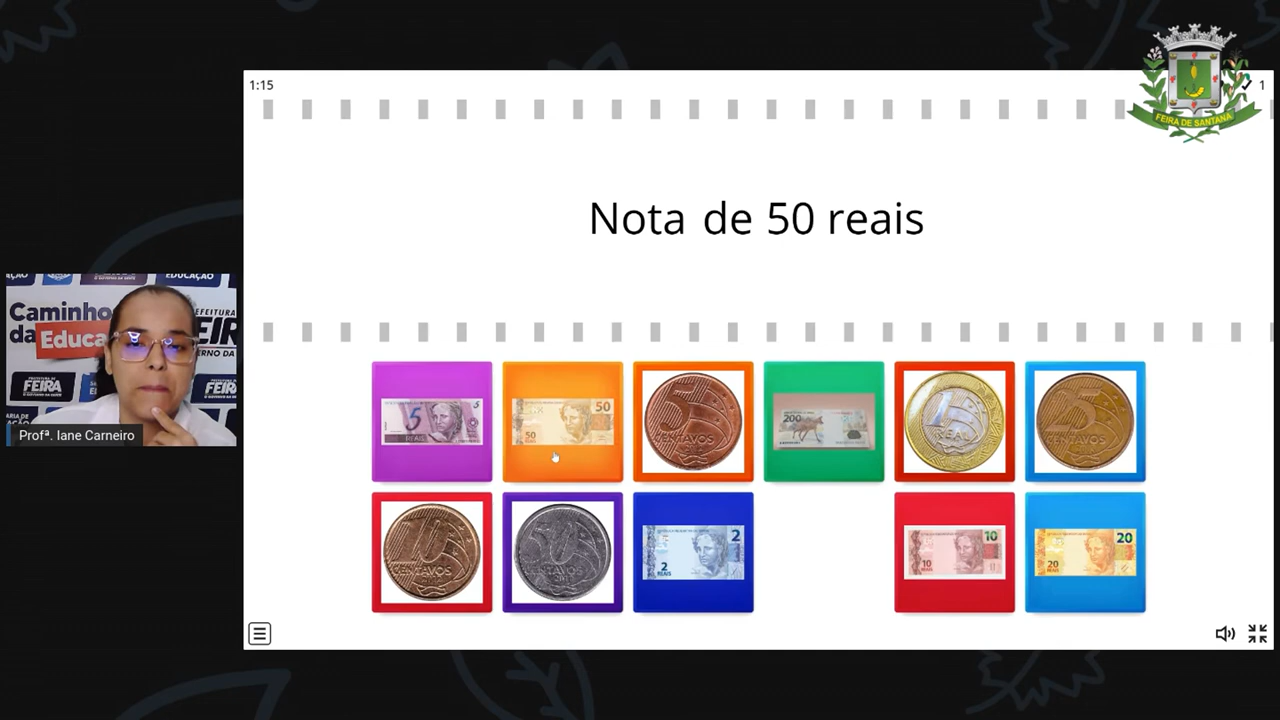 FEIRA DE SANTANA
1:15
1
Nota de 50 reais
EDUCAÇÃO
Caminho
da Educa
PREFEITURA
FEIRA
Profª. Iane Carneiro
5
5
REAIS
50
50
5
CENTAVOS
200
1
REAL
25
CENTAVOS
10
CENTAVOS
50
CENTAVOS
2
2
REAIS
10
10
REAIS
20
20
REAIS